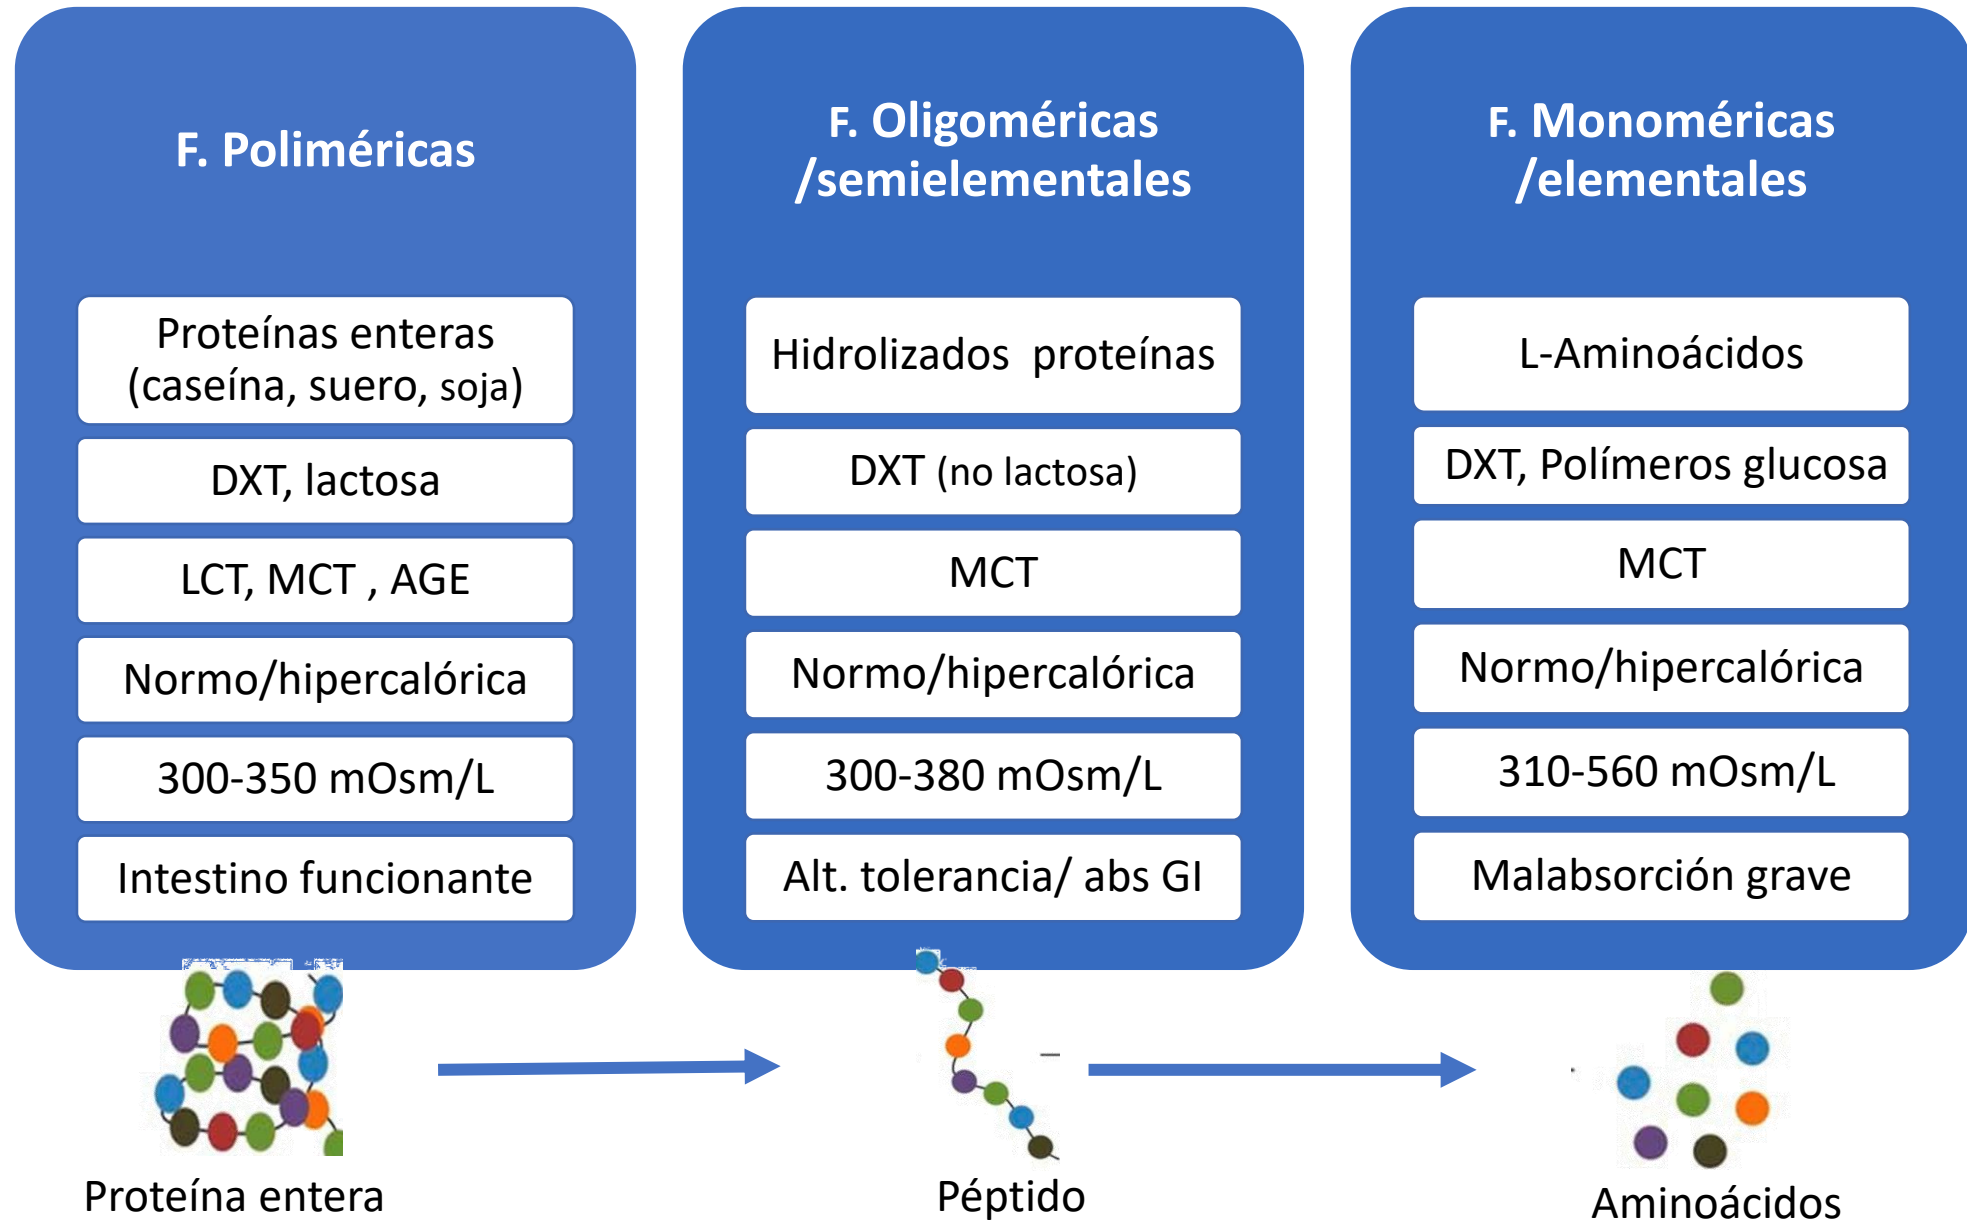 F. Poliméricas
Proteínas enteras
(caseína, suero, soja)
DXT, lactosa
LCT, MCT , AGE
Normo/hipercalórica
300-350 mOsm/L
Intestino funcionante
Proteína entera
F. Oligoméricas
/semielementales
Hidrolizados proteínas
DXT (no lactosa)
MCT
Normo/hipercalórica
300-380 mOsm/L
Alt. tolerancia/ abs GI
Péptido
F. Monoméricas
/elementales
L-Aminoácidos
DXT, Polímeros glucosa
MCT
Normo/hipercalórica
310-560 mOsm/L
Malabsorción grave
Aminoácidos